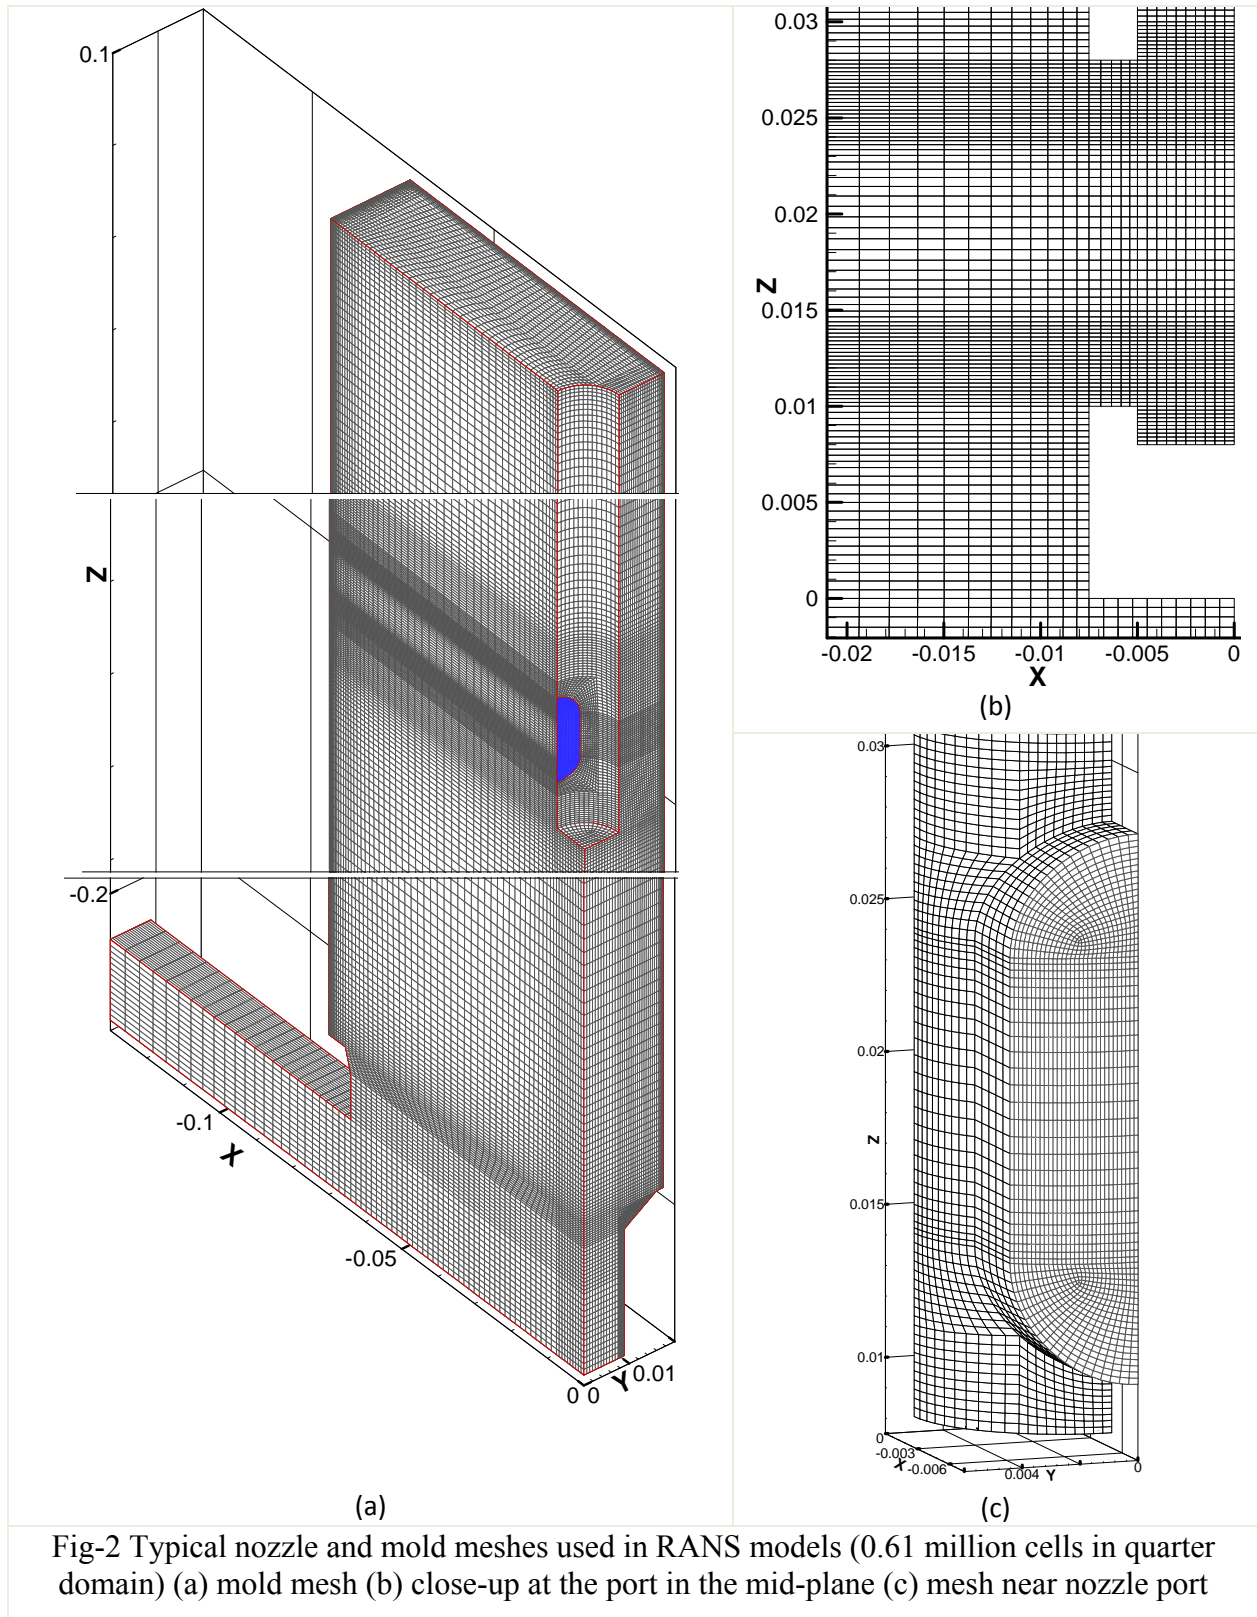 0.1
Z
-0.2
-0.1
X
-0.05
0 0
Y
0.01
(a)
0.03
0.025
0.02
Z
0.015
0.01
0.005
0
-0.02 -0.015 -0.01 -0.005 0
X
(b)
0.03
0.025
0.02
Z
0.015
0.01
0
-0.003
X
-0.006
0.004 Y 0
(c)
Fig-2 Typical nozzle and mold meshes used in RANS models (0.61 million cells in quarter
domain) (a) mold mesh (b) close-up at the port in the mid-plane (c) mesh near nozzle port